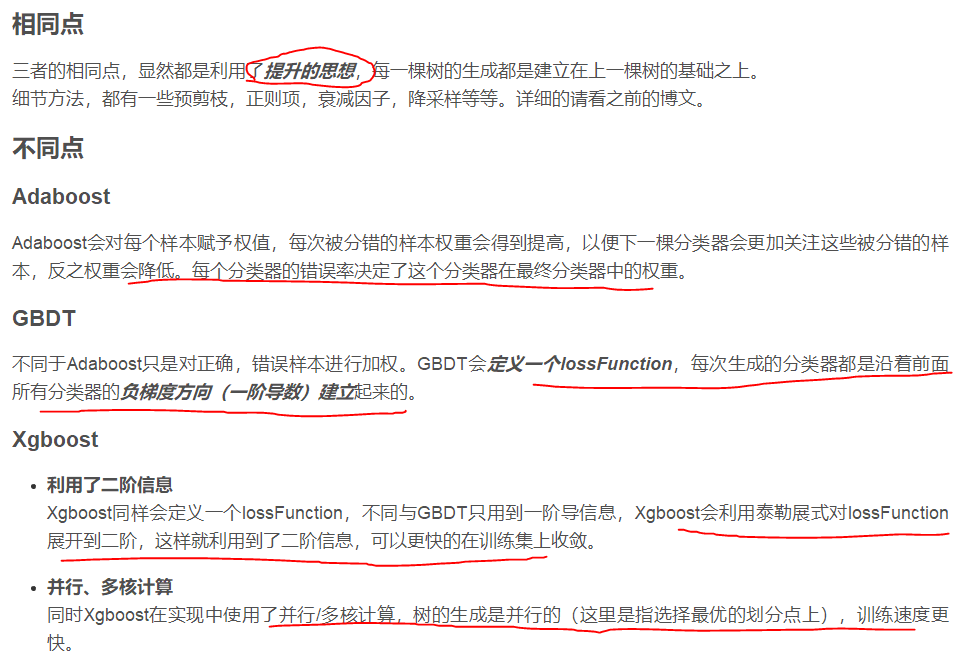 相同点
三者的相同点，显然都是利用了提升的思想，每一棵树的生成都是建立在上一棵树的基础之上。
细节方法，都有一些预剪枝，正则项，衰减因子，降采样等等。详细的请看之前的博文。
不同点
Adaboost
Adaboost会对每个样本赋予权值，每次被分错的样本权重会得到提高，以便下一棵分类器会更加关注这些被分错的样
本，反之权重会降低。每个分类器的错误率决定了这个分类器在最终分类器中的权重。
GBDT
不同于Adaboost只是对正确，错误样本进行加权。GBDT会定义一个lossFunction，每次生成的分类器都是沿着前面
所有分类器的负梯度方向（一阶导数）建立起来的。
Xgboost
• 利用了二阶信息
Xgboost同样会定义一个lossFunction，不同与GBDT只用到一阶导信息，Xgboost会利用泰勒展式对lossFunction
展开到二阶，这样就利用到了二阶信息，可以更快的在训练集上收敛。
• 并行、多核计算
同时Xgboost在实现中使用了并行/多核计算，树的生成是并行的（这里是指选择最优的划分点上），训练速度更
快。